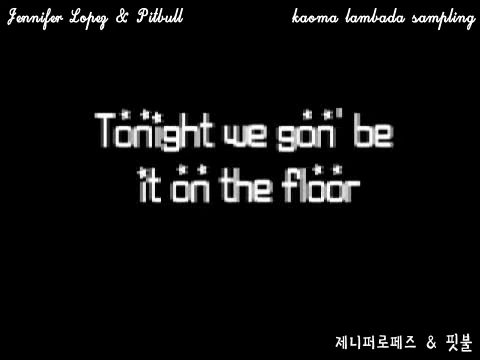 Jennifer Lopez & Pitbull
kaoma lambada sampling
Tonight we gon' be
it on the floor
제니퍼로페즈 & 핏불